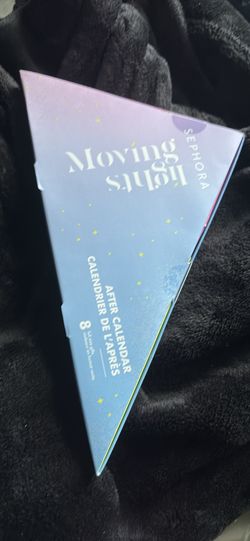 SEPHORA
Moving
lights
AFTER CALENDAR
CALENDRIER DE L'APRÈS
8